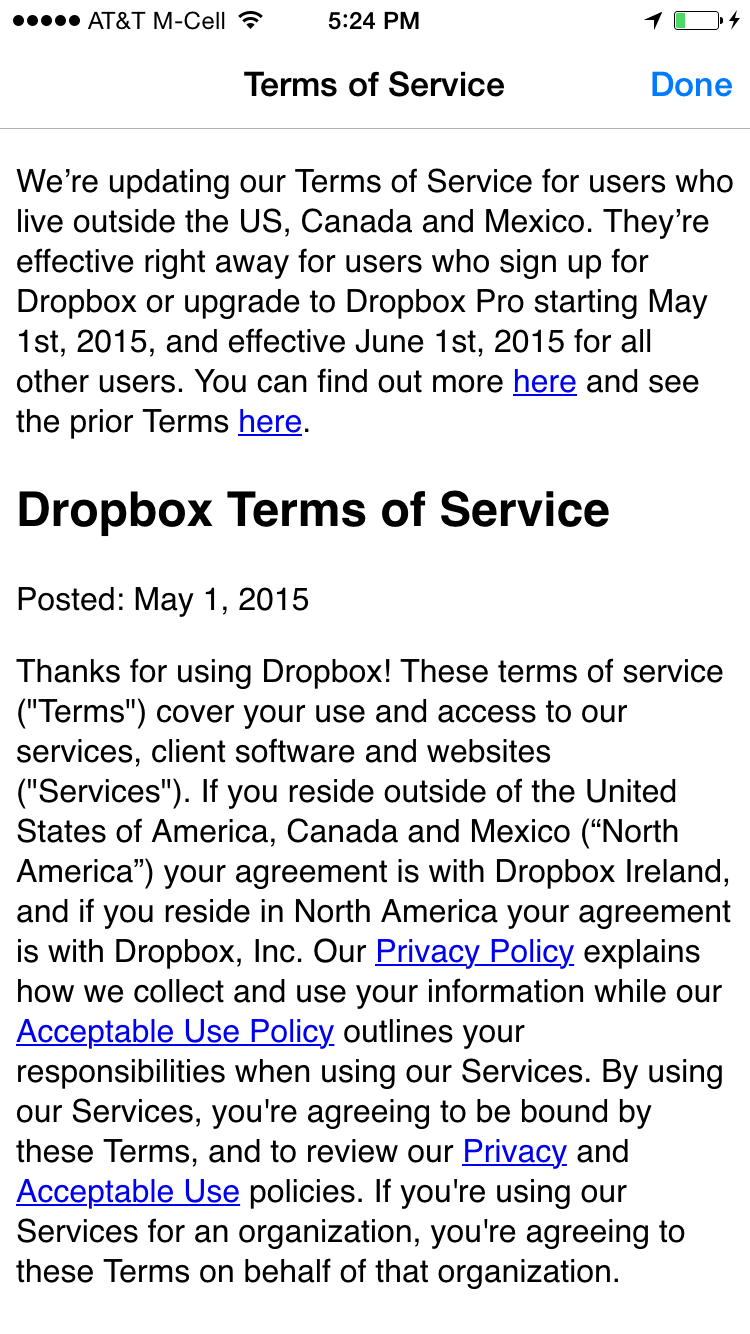 AT&T M-Cell 5:24 PM
Terms of Service Done
We’re updating our Terms of Service for users who
live outside the US, Canada and Mexico. They’re
effective right away for users who sign up for
Dropbox or upgrade to Dropbox Pro starting May
1st, 2015, and effective June 1st, 2015 for all
other users. You can find out more here and see
the prior Terms here.
Dropbox Terms of Service
Posted: May 1, 2015
Thanks for using Dropbox! These terms of service
("Terms") cover your use and access to our
services, client software and websites
("Services"). If you reside outside of the United
States of America, Canada and Mexico (“North
America”) your agreement is with Dropbox Ireland,
and if you reside in North America your agreement
is with Dropbox, Inc. Our Privacy Policy explains
how we collect and use your information while our
Acceptable Use Policy outlines your
responsibilities when using our Services. By using
our Services, you're agreeing to be bound by
these Terms, and to review our Privacy and
Acceptable Use policies. If you're using our
Services for an organization, you're agreeing to
these Terms on behalf of that organization.